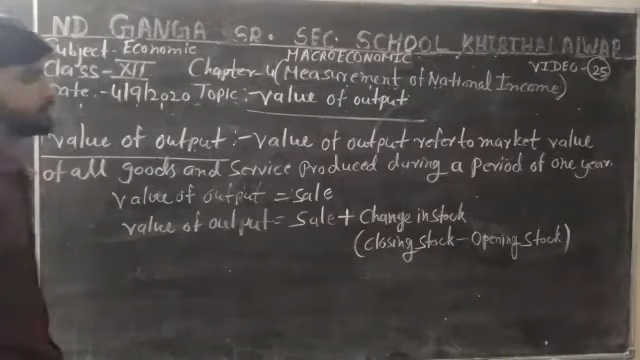 ND GANGA SR. SEC. SCHOOL KHISTHAL AJWAR
Subject-Economic MACROECONOMIC VIDEO-25
Class-XII Chapter-4 (Measurement of National Income)
ate.-4/9/2020 Topic:-value of output
value of output:-value of output refer to market value
of all goods and service produced during a period of one year.
value of output = sale
value of output = sale + Change in stock
(closing stock - Opening stock)